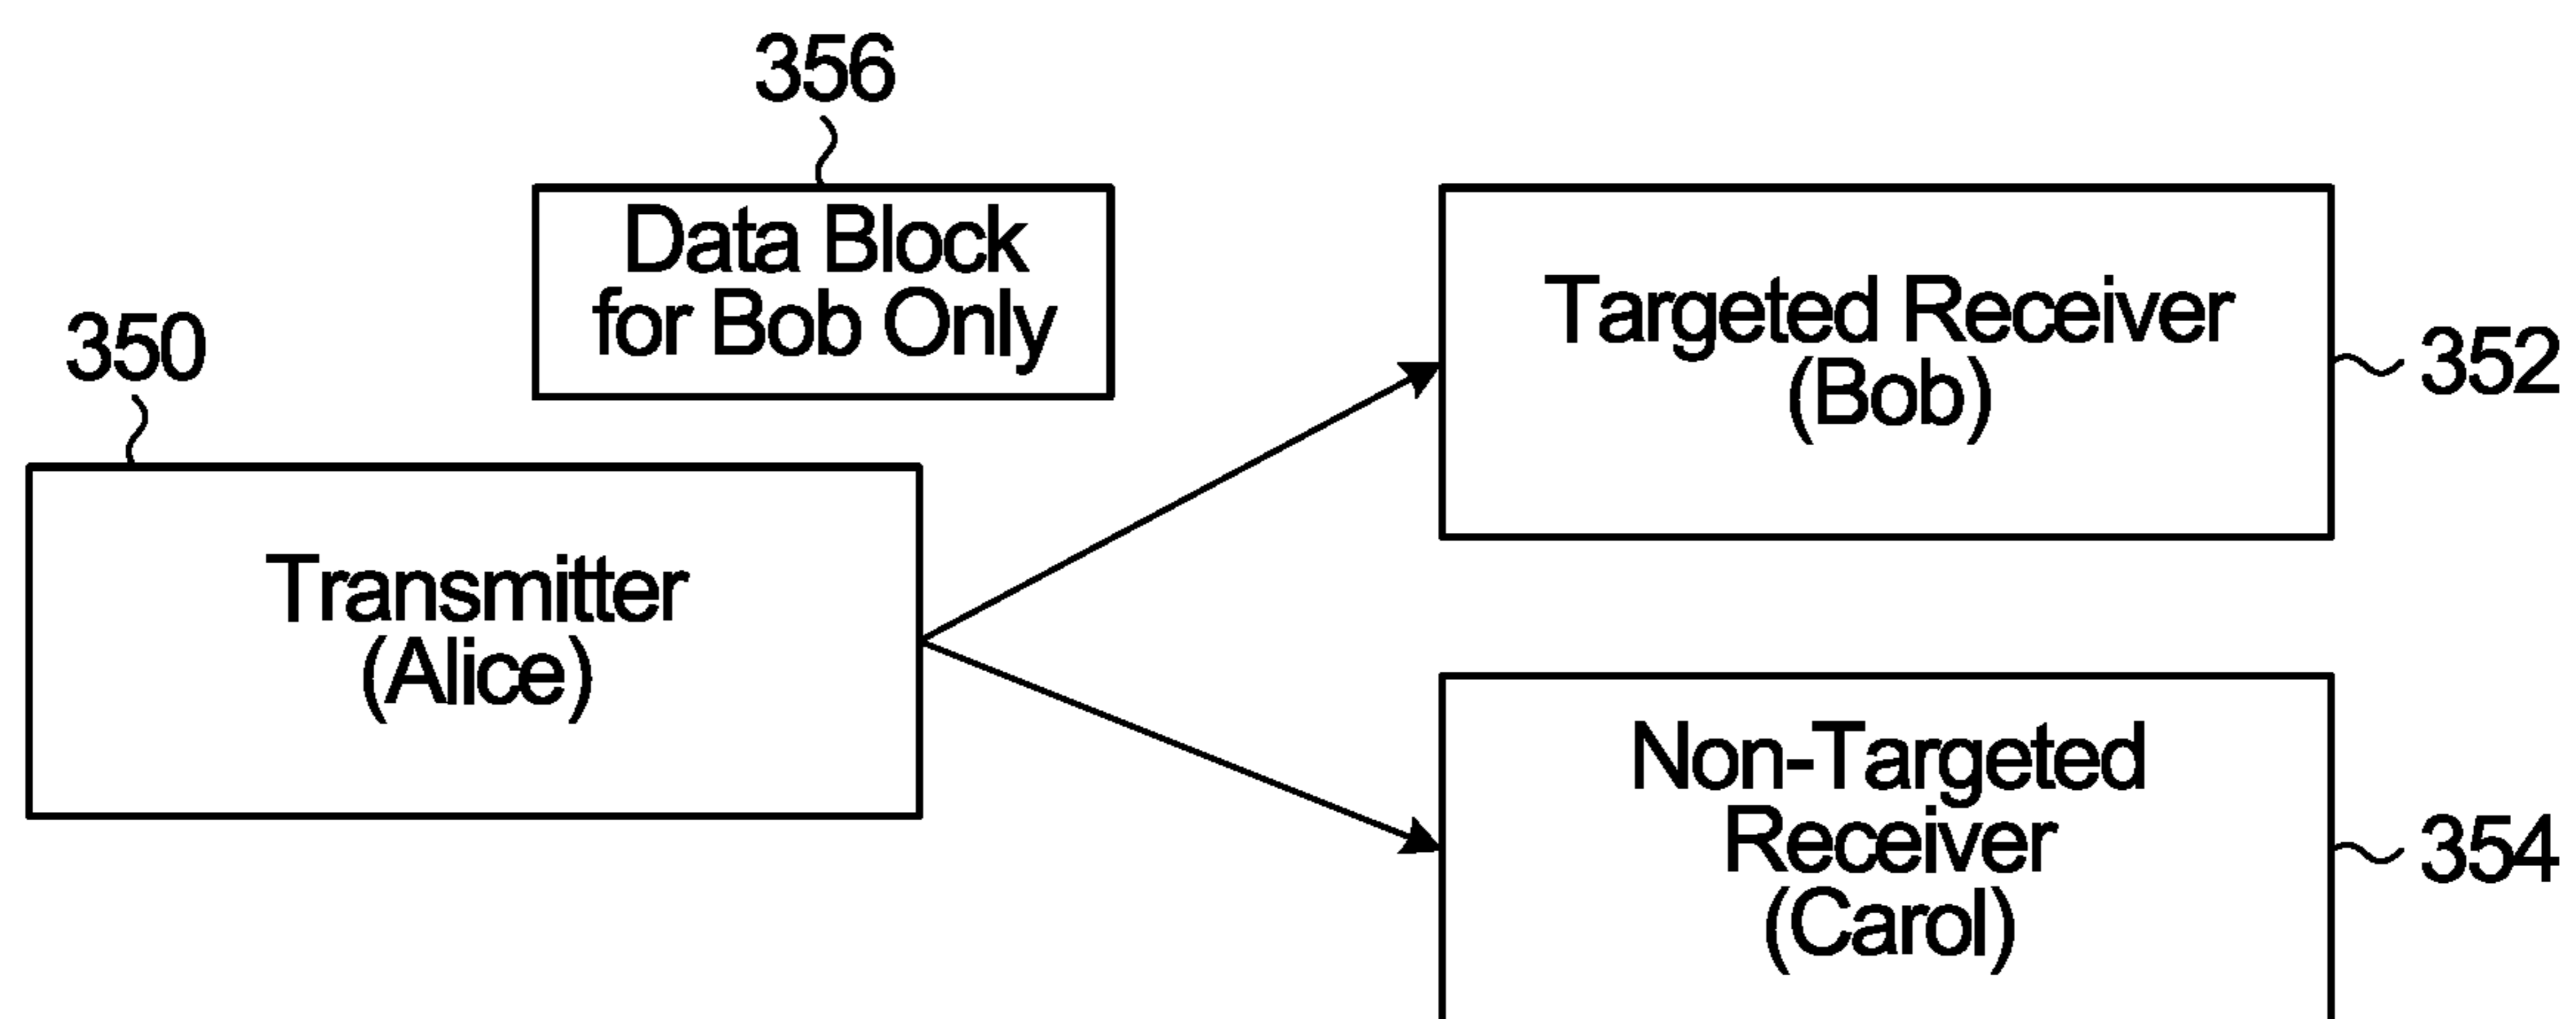 356
Data Block
for Bob Only
350
Transmitter
(Alice)
Targeted Receiver
(Bob)
352
Non-Targeted
Receiver
(Carol)
354